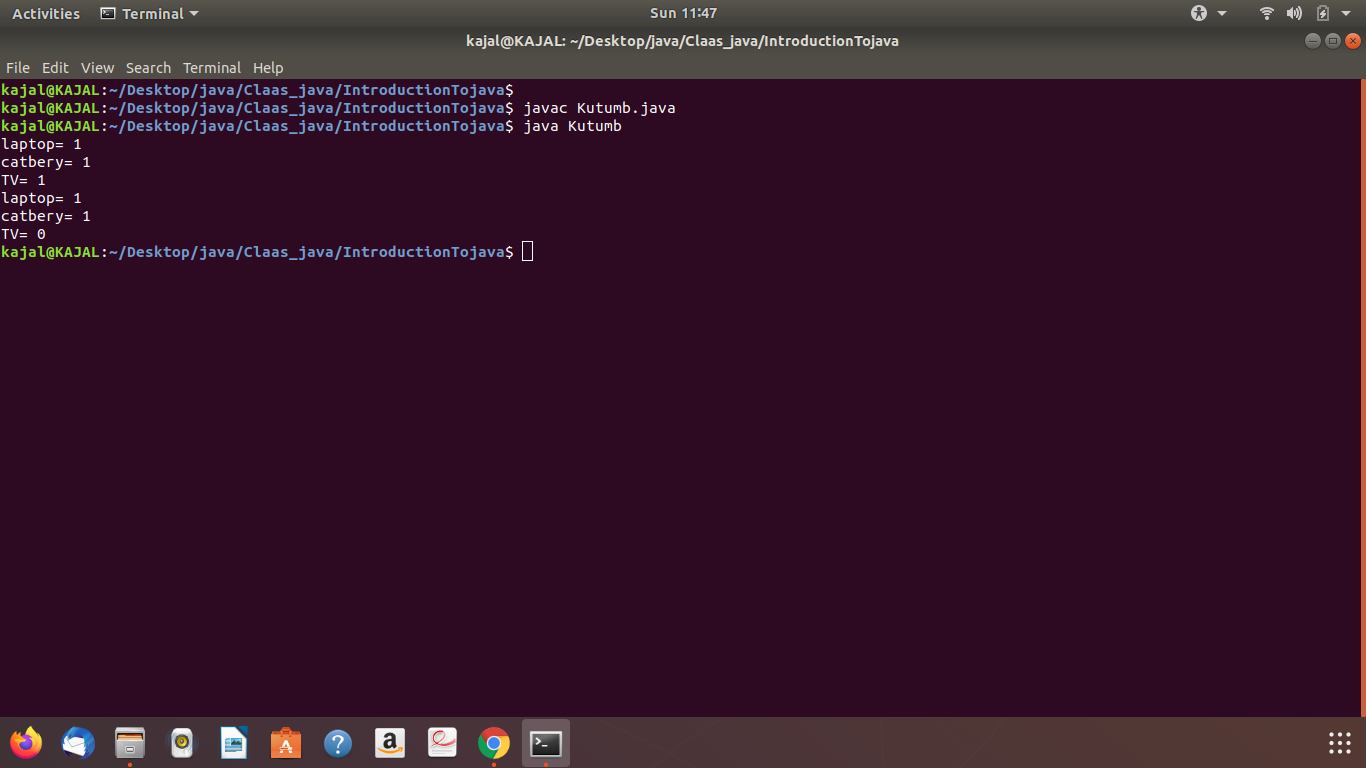 Activities Terminal Sun 11:47
kajal@KAJAL: ~/Desktop/java/Claas_java/IntroductionTojava
File Edit View Search Terminal Help
kajal@KAJAL:~/Desktop/java/Claas_java/IntroductionTojava$
kajal@KAJAL:~/Desktop/java/Claas_java/IntroductionTojava$ javac Kutumb.java
kajal@KAJAL:~/Desktop/java/Claas_java/IntroductionTojava$ java Kutumb
laptop= 1
catbery= 1
TV= 1
laptop= 1
catbery= 1
TV= 0
kajal@KAJAL:~/Desktop/java/Claas_java/IntroductionTojava$